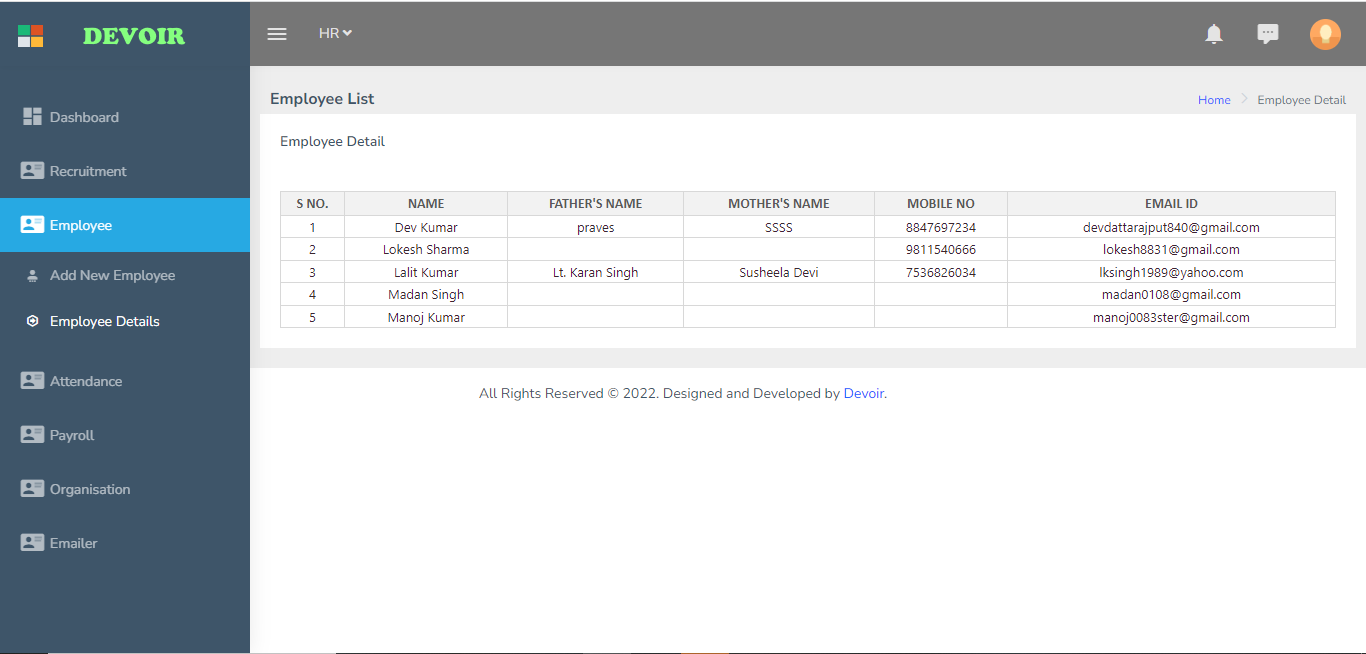 DEVOIR
HR
Dashboard
Recruitment
Employee
Add New Employee
Employee Details
Attendance
Payroll
Organisation
Emailer
Employee List
Home Employee Detail
Employee Detail
S NO. NAME FATHER'S NAME MOTHER'S NAME MOBILE NO EMAIL ID
1 Dev Kumar praves SSSS 8847697234 devdattarajput840@gmail.com
2 Lokesh Sharma 9811540666 lokesh8831@gmail.com
3 Lalit Kumar Lt. Karan Singh Susheela Devi 7536826034 lksingh1989@yahoo.com
4 Madan Singh madan0108@gmail.com
5 Manoj Kumar manoj0083ster@gmail.com
All Rights Reserved © 2022. Designed and Developed by Devoir.